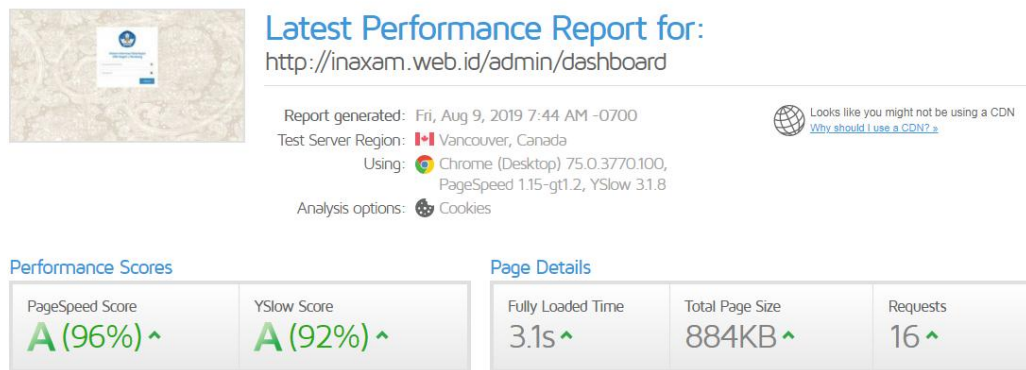 Latest Performance Report for:
http://inaxam.web.id/admin/dashboard
Report generated: Fri, Aug 9, 2019 7:44 AM -0700
Test Server Region: Vancouver, Canada
Using: Chrome (Desktop) 75.0.3770.100,
PageSpeed 1.15-gt1.2, YSlow 3.1.8
Analysis options: Cookies
Looks like you might not be using a CDN
Why should I use a CDN? »
Performance Scores
PageSpeed Score
A (96%)
YSlow Score
A (92%)
Page Details
Fully Loaded Time
3.1s
Total Page Size
884KB
Requests
16